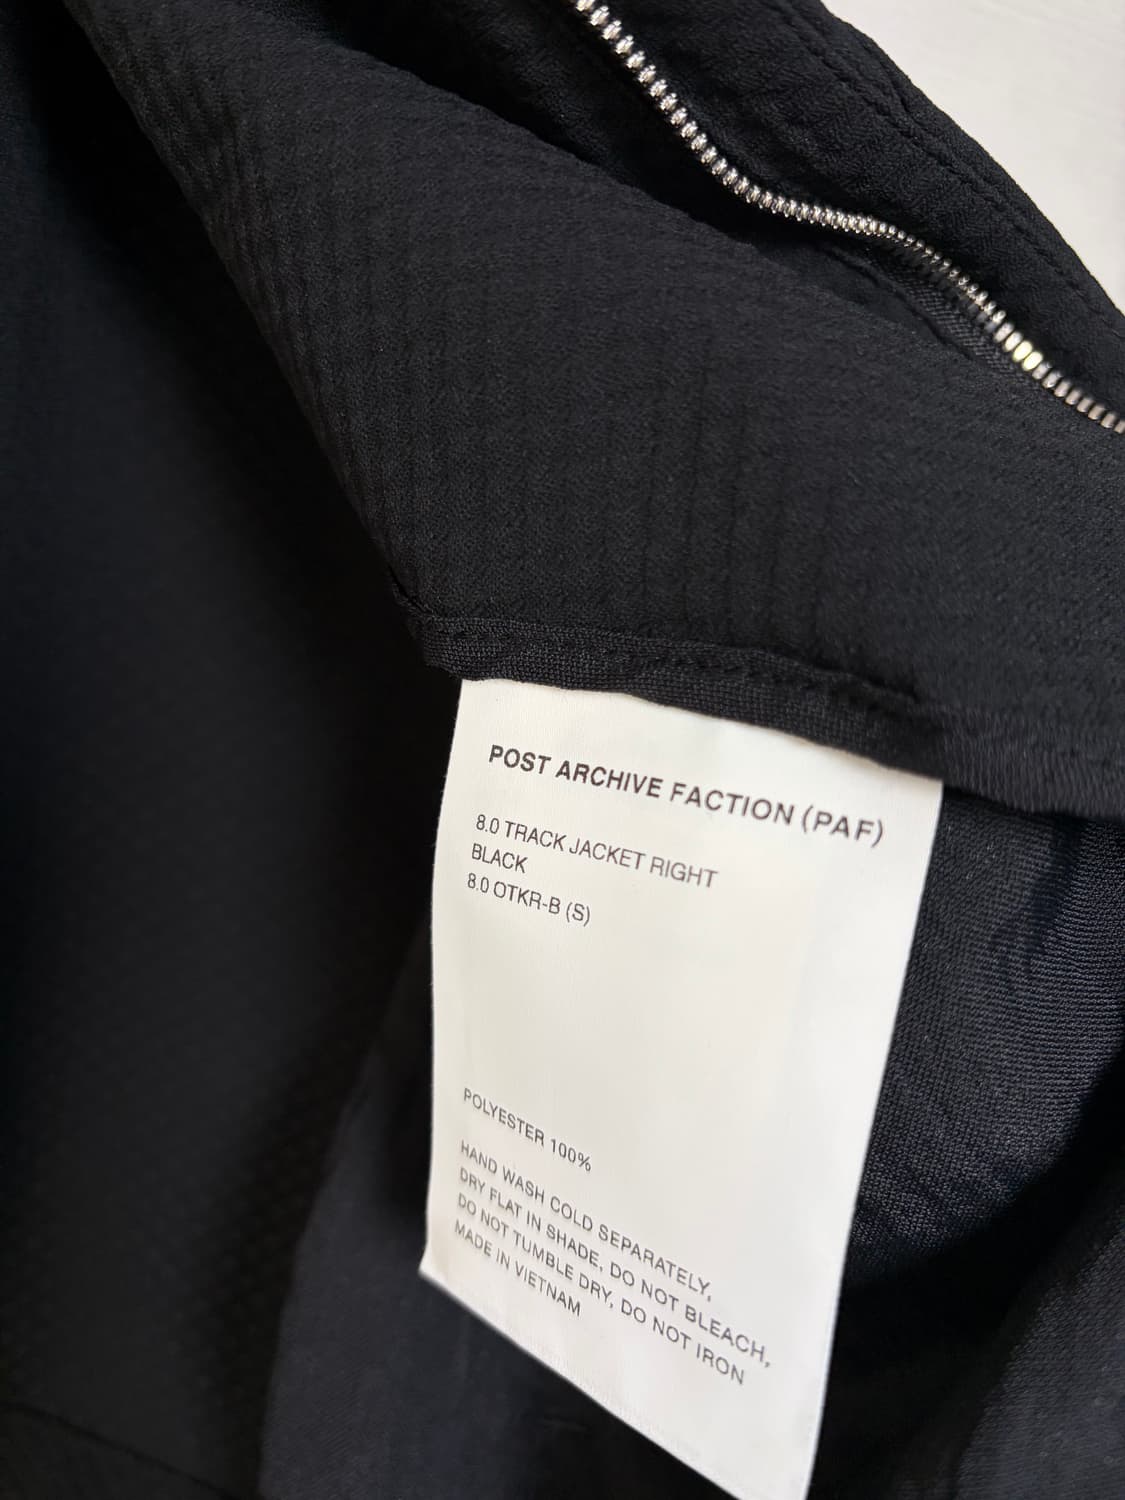 POST ARCHIVE FACTION (PAF)
8.0 TRACK JACKET RIGHT
BLACK
8.0 OTKR-B (S)
POLYESTER 100%
HAND WASH COLD SEPARATELY,
DRY FLAT IN SHADE, DO NOT BLEACH,
DO NOT TUMBLE DRY, DO NOT IRON
MADE IN VIETNAM